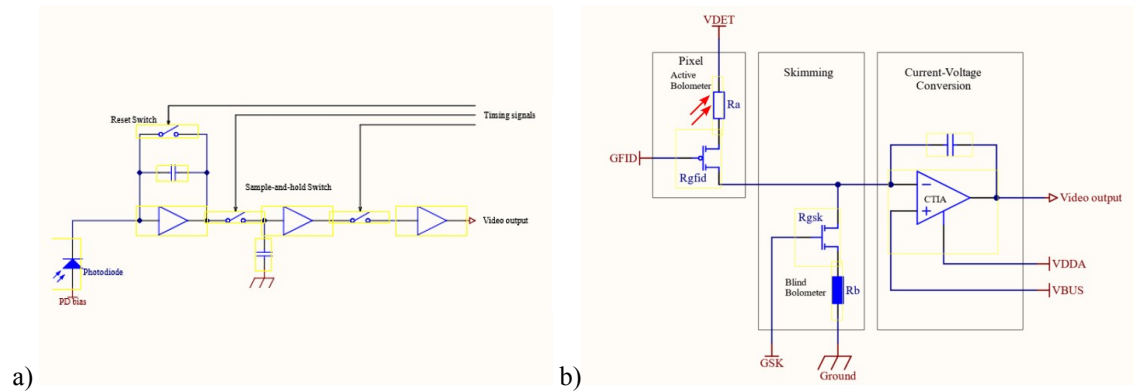 Reset Switch
Timing signals
Sample-and-hold Switch
Video output
Photodiode
PD bias
a)
VDET
Pixel
Active
Bolometer
Ra
GFID
Rgfid
Skimming
Rgsk
Blind
Bolometer
Rb
GSK
Ground
Current-Voltage
Conversion
CTIA
Video output
VDDA
VBUS
b)